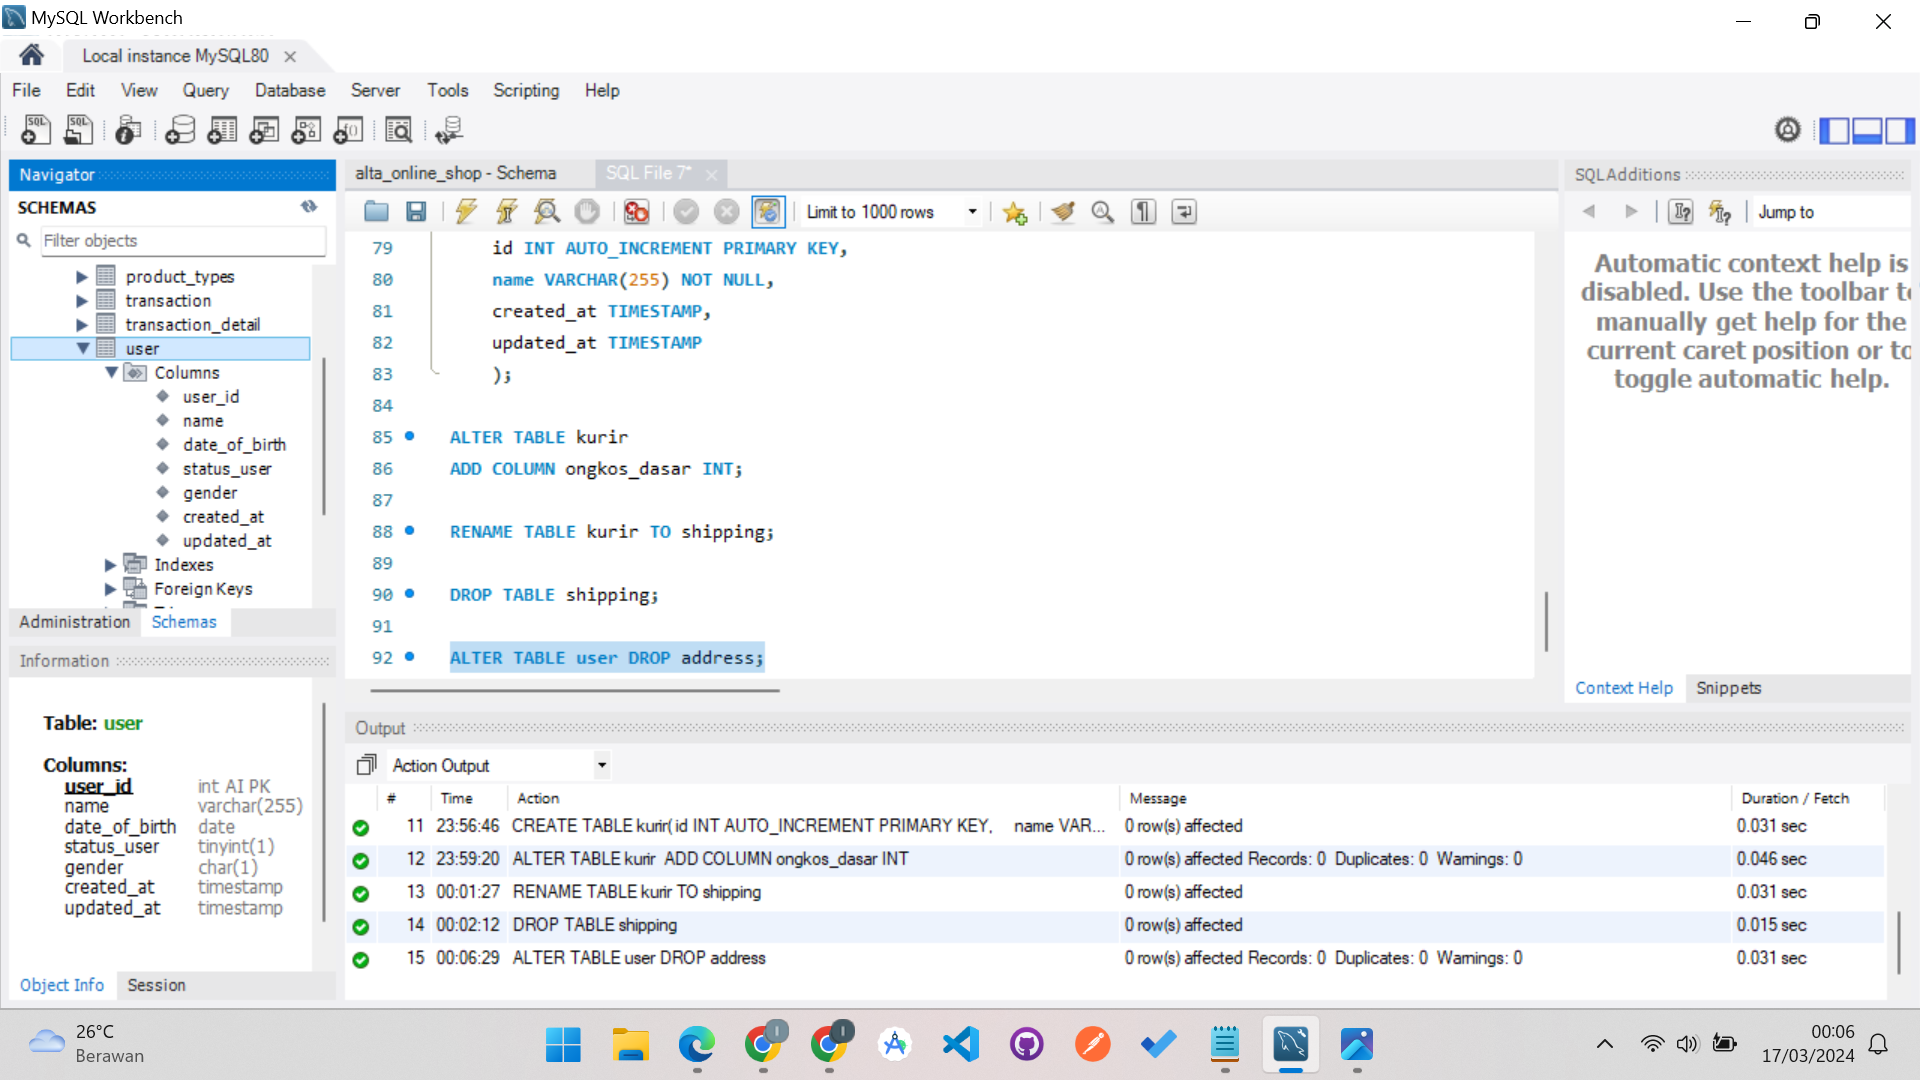 MySQL Workbench
Local instance MySQL80
File Edit View Query Database Server Tools Scripting Help
Navigator
SCHEMAS
Filter objects
product_types
transaction
transaction_detail
user
Columns
user_id
name
date_of_birth
status_user
gender
created_at
updated_at
Indexes
Foreign Keys
Administration Schemas
Information
Table: user
Columns:
user_id int AI PK
name varchar(255)
date_of_birth date
status_user tinyint(1)
gender char(1)
created_at timestamp
updated_at timestamp
Object Info Session
alta_online_shop - Schema SQL File 7*
Limit to 1000 rows
79 id INT AUTO_INCREMENT PRIMARY KEY,
80 name VARCHAR(255) NOT NULL,
81 created_at TIMESTAMP,
82 updated_at TIMESTAMP
83 );
84
85 ALTER TABLE kurir
86 ADD COLUMN ongkos_dasar INT;
87
88 RENAME TABLE kurir TO shipping;
89
90 DROP TABLE shipping;
91
92 ALTER TABLE user DROP address;
SQLAdditions
Jump to
Automatic context help is
disabled. Use the toolbar to
manually get help for the
current caret position or to
toggle automatic help.
Context Help Snippets
Output
Action Output
# Time Action Message Duration / Fetch
11 23:56:46 CREATE TABLE kurir( id INT AUTO_INCREMENT PRIMARY KEY, name VAR... 0 row(s) affected 0.031 sec
12 23:59:20 ALTER TABLE kurir ADD COLUMN ongkos_dasar INT 0 row(s) affected Records: 0 Duplicates: 0 Warnings: 0 0.046 sec
13 00:01:27 RENAME TABLE kurir TO shipping 0 row(s) affected 0.031 sec
14 00:02:12 DROP TABLE shipping 0 row(s) affected 0.015 sec
15 00:06:29 ALTER TABLE user DROP address 0 row(s) affected Records: 0 Duplicates: 0 Warnings: 0 0.031 sec
26°C
Berawan
00:06
17/03/2024